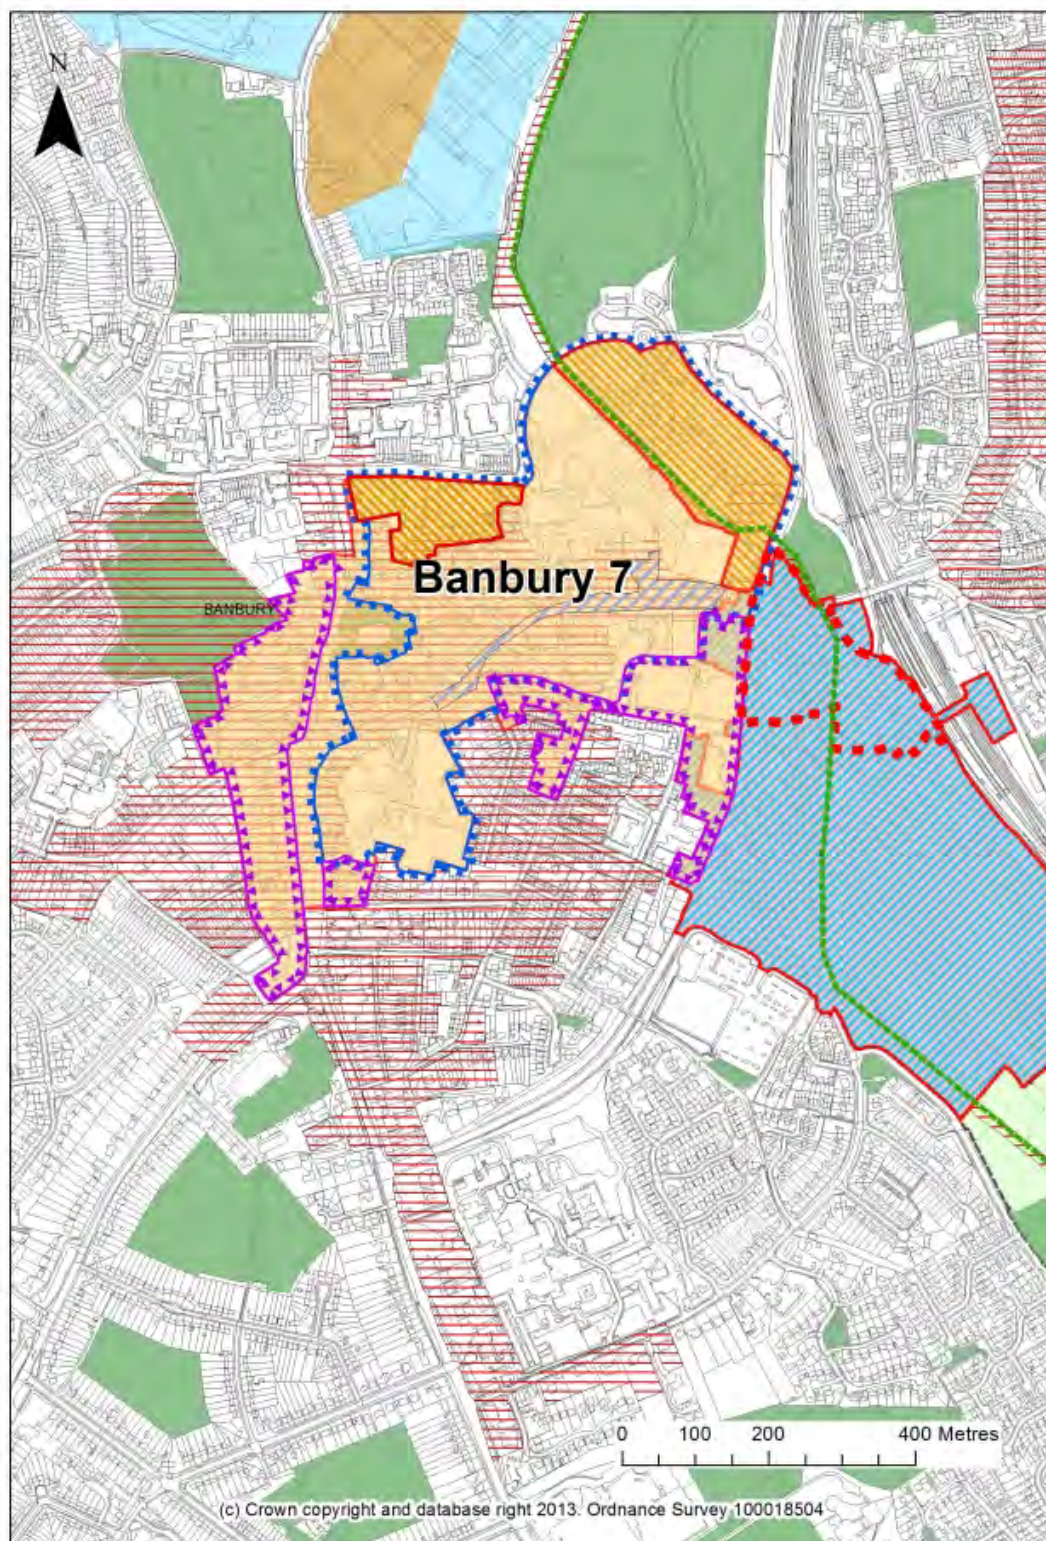 N
Banbury 7
BANBURY
0 100 200 400 Metres
(c) Crown copyright and database right 2013. Ordnance Survey 100018504